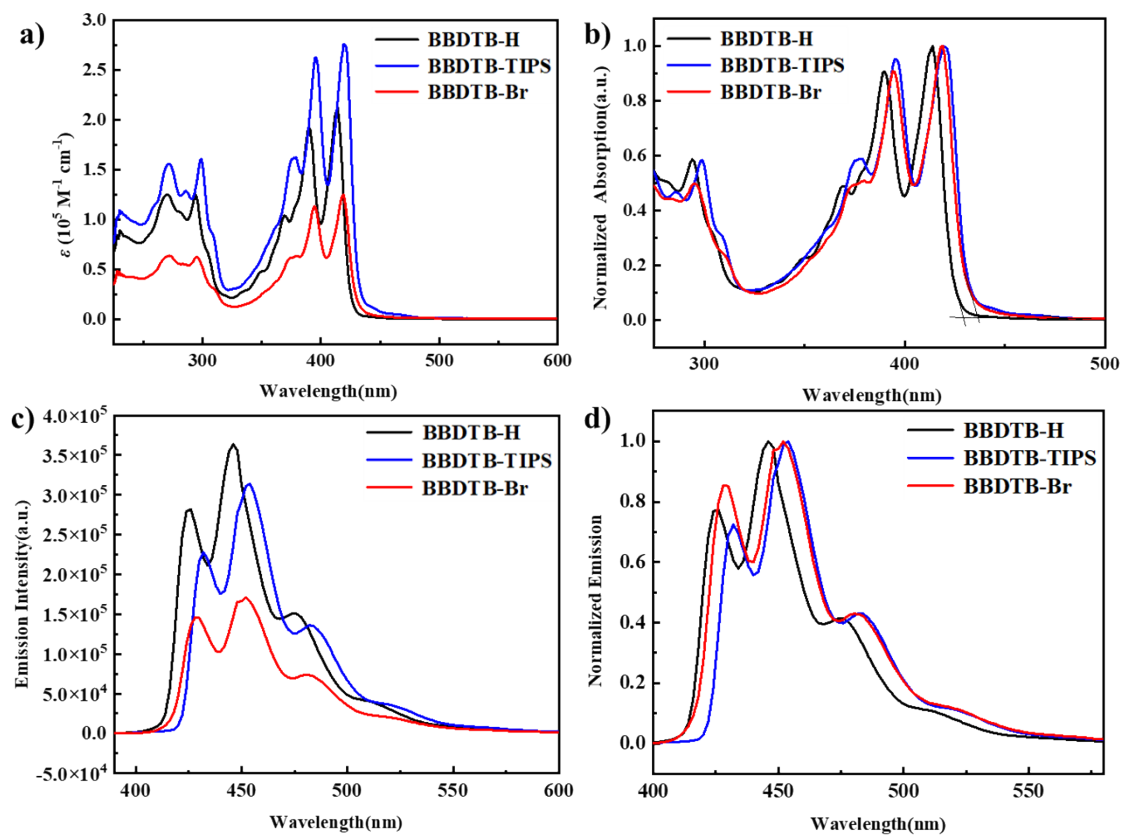 a)
BBDTB-H
BBDTB-TIPS
BBDTB-Br
ε (10⁵ M⁻¹ cm⁻¹)
3.0
2.5
2.0
1.5
1.0
0.5
0.0
300
400
500
600
Wavelength(nm)
b)
BBDTB-H
BBDTB-TIPS
BBDTB-Br
Normalized Absorption(a.u.)
1.0
0.8
0.6
0.4
0.2
0.0
300
400
500
Wavelength(nm)
c)
BBDTB-H
BBDTB-TIPS
BBDTB-Br
Emission Intensity(a.u.)
4.0×10⁵
3.5×10⁵
3.0×10⁵
2.5×10⁵
2.0×10⁵
1.5×10⁵
1.0×10⁵
5.0×10⁴
0.0
-5.0×10⁴
400
450
500
550
600
Wavelength(nm)
d)
BBDTB-H
BBDTB-TIPS
BBDTB-Br
Normalized Emission
1.0
0.8
0.6
0.4
0.2
0.0
400
450
500
550
Wavelength(nm)